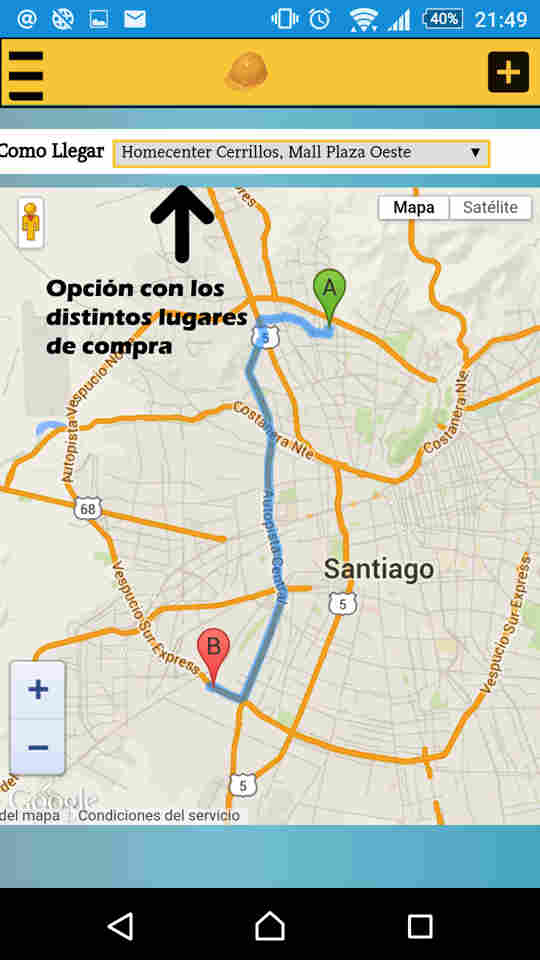 @
40%
21:49
Como Llegar
Homecenter Cerrillos, Mall Plaza Oeste
Mapa
Satélite
A
Opción con los
distintos lugares
de compra
5
Autopista Vespucio Norte
Costanera Nte.
Costanera Nte.
68
Autopista Central
Santiago
5
Vespucio Sur Express
Vespucio Sur Express
B
+
−
5
Google
del mapa
Condiciones del servicio